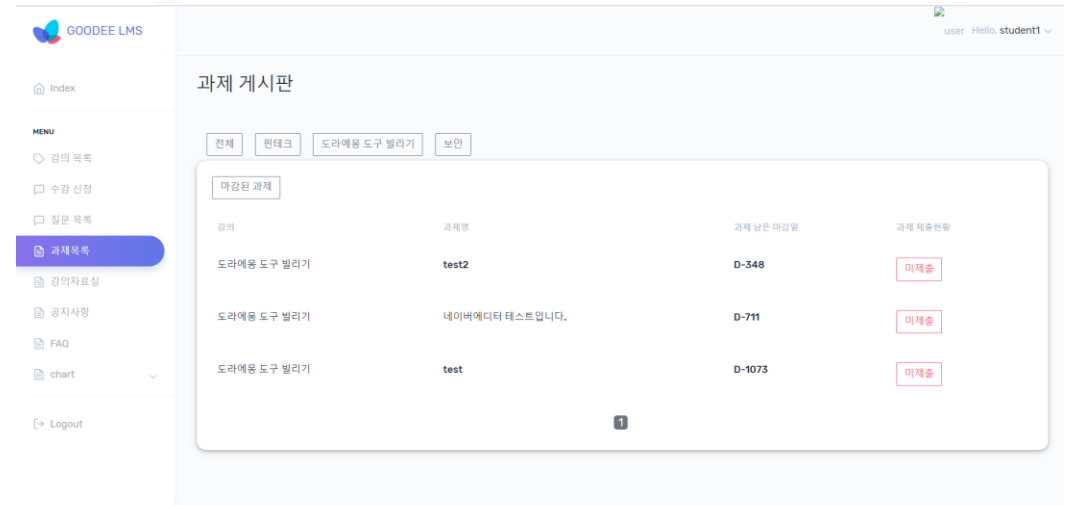 GOODEE LMS
user Hello, student1
Index
MENU
강의 목록
수강 신청
질문 목록
과제목록
강의자료실
공지사항
FAQ
chart
Logout
과제 게시판
전체 핀테크 도라에몽 도구 빌리기 보안
마감된 과제
강의 과제명 과제 남은 마감일 과제 제출현황
도라에몽 도구 빌리기 test2 D-348 미제출
도라에몽 도구 빌리기 네이버에디터 테스트입니다. D-711 미제출
도라에몽 도구 빌리기 test D-1073 미제출
1